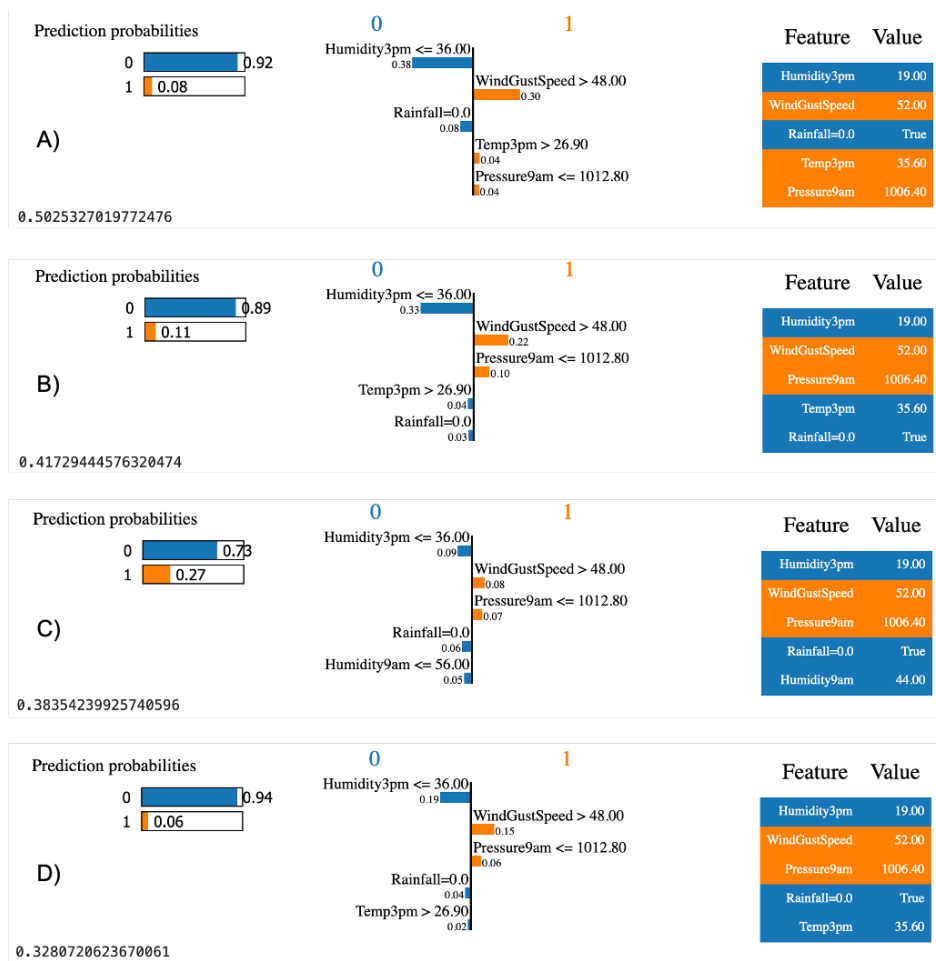 Prediction probabilities
0 0.92
1 0.08
A)
0 1
Humidity3pm <= 36.00
0.38
WindGustSpeed > 48.00
0.30
Rainfall=0.0
0.08
Temp3pm > 26.90
0.04
Pressure9am <= 1012.80
0.04
Feature Value
Humidity3pm 19.00
WindGustSpeed 52.00
Rainfall=0.0 True
Temp3pm 35.60
Pressure9am 1006.40
0.5025327019772476
Prediction probabilities
0 0.89
1 0.11
B)
0 1
Humidity3pm <= 36.00
0.33
WindGustSpeed > 48.00
0.22
Pressure9am <= 1012.80
0.10
Temp3pm > 26.90
0.04
Rainfall=0.0
0.03
Feature Value
Humidity3pm 19.00
WindGustSpeed 52.00
Pressure9am 1006.40
Temp3pm 35.60
Rainfall=0.0 True
0.41729444576320474
Prediction probabilities
0 0.73
1 0.27
C)
0 1
Humidity3pm <= 36.00
0.09
WindGustSpeed > 48.00
0.08
Pressure9am <= 1012.80
0.07
Rainfall=0.0
0.06
Humidity9am <= 56.00
0.05
Feature Value
Humidity3pm 19.00
WindGustSpeed 52.00
Pressure9am 1006.40
Rainfall=0.0 True
Humidity9am 44.00
0.38354239925740596
Prediction probabilities
0 0.94
1 0.06
D)
0 1
Humidity3pm <= 36.00
0.19
WindGustSpeed > 48.00
0.15
Pressure9am <= 1012.80
0.06
Rainfall=0.0
0.04
Temp3pm > 26.90
0.02
Feature Value
Humidity3pm 19.00
WindGustSpeed 52.00
Pressure9am 1006.40
Rainfall=0.0 True
Temp3pm 35.60
0.3280720623670061